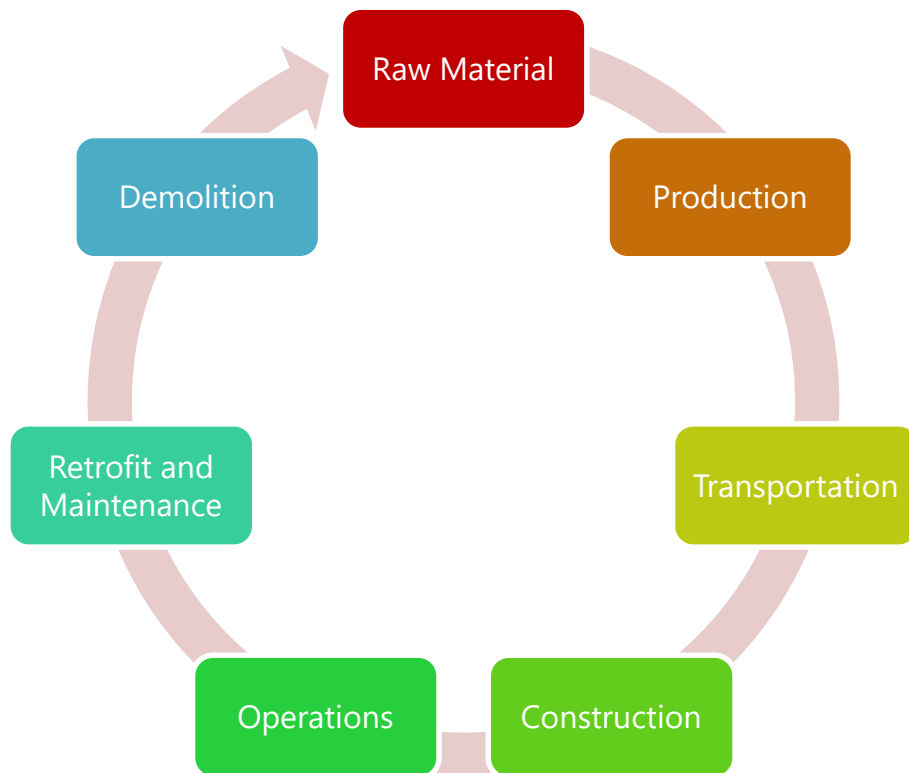 Raw Material
Production
Transportation
Construction
Operations
Retrofit and
Maintenance
Demolition